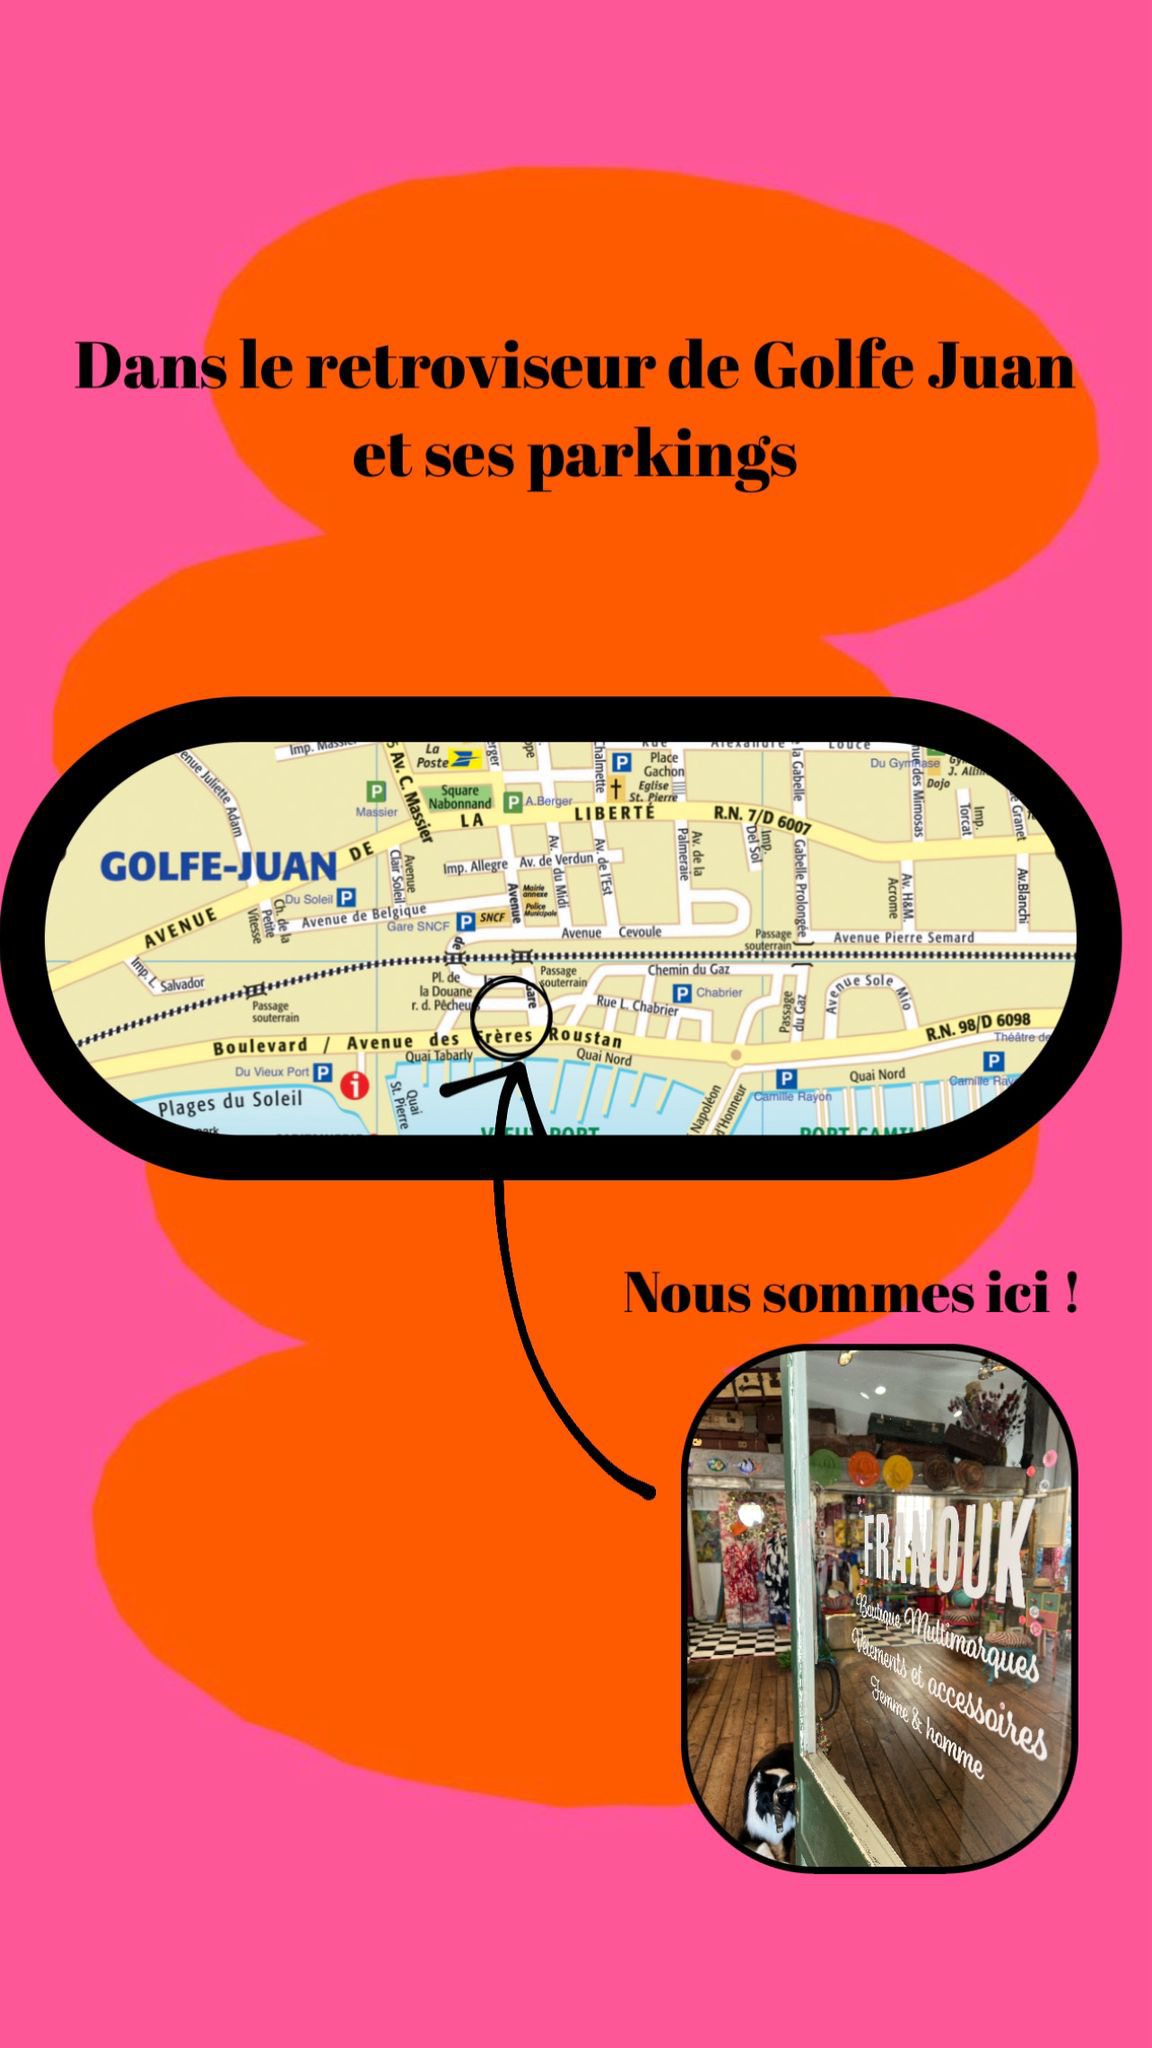 Dans le retroviseur de Golfe Juan
et ses parkings
Imp. Massier
La
Poste
Place
Gachon
Eglise
St. Pierre
Alexandre
Louce
Du Gymnase
Dojo
Av. C. Massier
Square
Nabonnand
A.Berger
Massier
Chalmette
la Gabelle
des Mimosas
Imp.
Torcat
Granet
Juliette Adam
AVENUE DE LA LIBERTÉ
R.N. 7/D 6007
GOLFE-JUAN
Imp. Allegre
Av. de Verdun
Avenue
Clair Soleil
Av. du Midi
Av. de l'Est
Av. de la
Palmeraie
Imp.
Del Sol
Gabelle Prolongée
Av. H&M.
Acrome
Av. Bianchi
Du Soleil
Ch. de la
Petite
Vitesse
Avenue de Belgique
Gare SNCF
SNCF
Mairie
annexe
Police
Municipale
Avenue
de
la
Gare
Avenue Cevoule
Passage
souterrain
Avenue Pierre Semard
Imp. L. Salvador
Passage
souterrain
Pl. de
la Douane
r. d. Pêcheurs
Passage
souterrain
Chemin du Gaz
Chabrier
Rue L. Chabrier
Passage
du Gaz
Avenue Sole Mio
Boulevard / Avenue des Frères Roustan
R.N. 98/D 6098
Théâtre de
Quai Tabarly
Quai Nord
Quai Nord
Du Vieux Port
Camille Rayon
Camille Ray
Plages du Soleil
Quai
St. Pierre
Napoléon
d'Honneur
VIEUX PORT
PORT CAMIL
Nous sommes ici !
FRANOUK
Boutique Multimarques
Vêtements et accessoires
Femme & homme